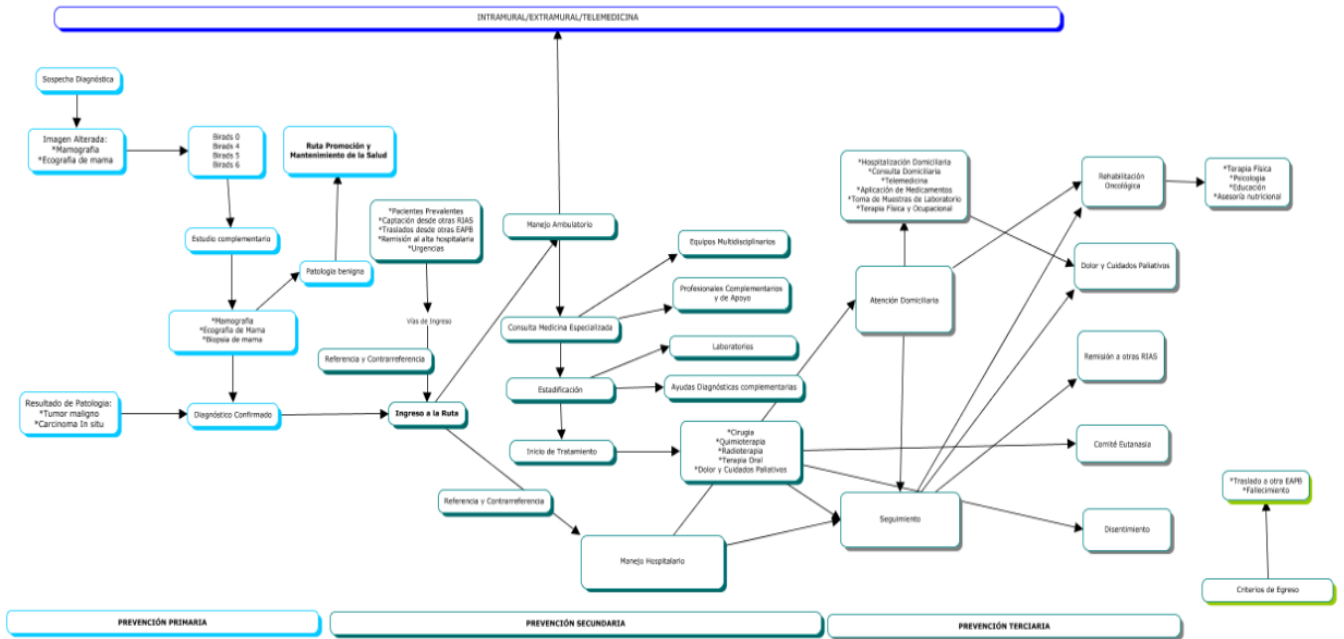 INTRAMURAL/EXTRAMURAL/TELEMEDICINA
Sospecha Diagnóstica
Imagen Alterada:
*Mamografía
*Ecografía de mama
Birads 0
Birads 4
Birads 5
Birads 6
Ruta Promoción y
Mantenimiento de la Salud
Estudio complementario
Patología benigna
*Mamografía
*Ecografía de Mama
*Biopsia de mama
Resultado de Patología:
*Tumor maligno
*Carcinoma In situ
Diagnóstico Confirmado
*Pacientes Prevalentes
*Captación desde otras RIAS
*Traslados desde otras EAPB
*Remisión al alta hospitalaria
*Urgencias
Vías de Ingreso
Referencia y Contrarreferencia
Ingreso a la Ruta
Referencia y Contrarreferencia
Manejo Ambulatorio
Consulta Medicina Especializada
Estadificación
Inicio de Tratamiento
Equipos Multidisciplinarios
Profesionales Complementarios
y de Apoyo
Laboratorios
Ayudas Diagnósticas complementarias
*Cirugía
*Quimioterapia
*Radioterapia
*Terapia Oral
*Dolor y Cuidados Paliativos
Manejo Hospitalario
*Hospitalización Domiciliaria
*Consulta Domiciliaria
*Telemedicina
*Aplicación de Medicamentos
*Toma de Muestras de Laboratorio
*Terapia Física y Ocupacional
Atención Domiciliaria
Seguimiento
Rehabilitación
Oncológica
*Terapia Física
*Psicología
*Educación
*Asesoría nutricional
Dolor y Cuidados Paliativos
Remisión a otras RIAS
Comité Eutanasia
Disentimiento
*Traslado a otra EAPB
*Fallecimiento
Criterios de Egreso
PREVENCIÓN PRIMARIA
PREVENCIÓN SECUNDARIA
PREVENCIÓN TERCIARIA